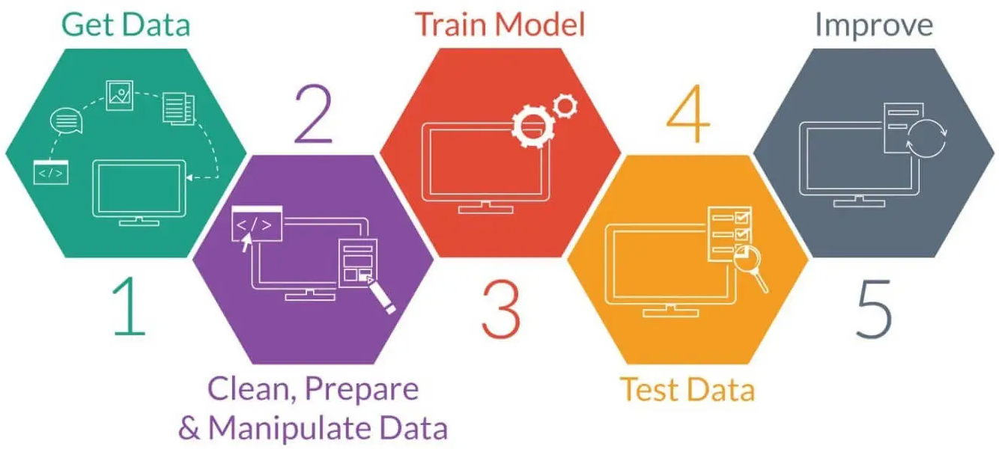 Get Data
1
2
Clean, Prepare
& Manipulate Data
</>
</>
Train Model
3
4
Test Data
Improve
5